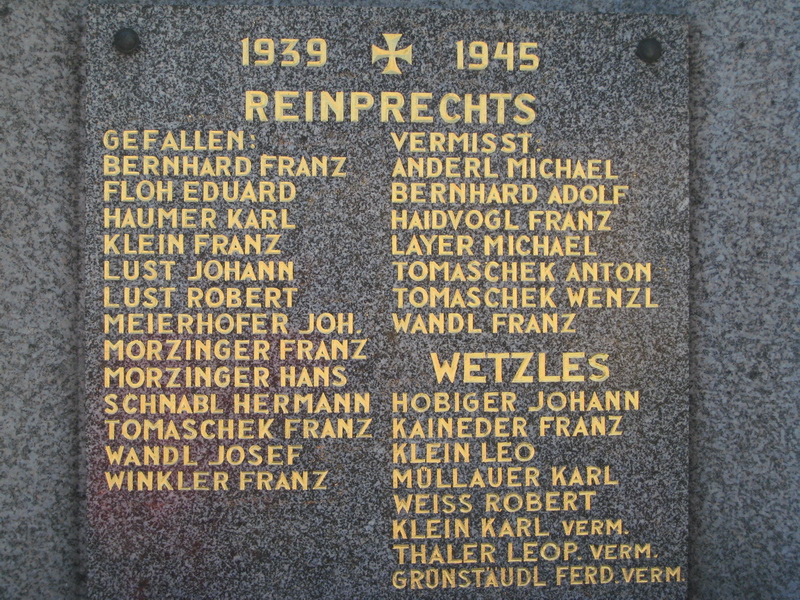 1939 1945
REINPRECHTS
GEFALLEN:
BERNHARD FRANZ
FLOH EDUARD
HAUMER KARL
KLEIN FRANZ
LUST JOHANN
LUST ROBERT
MEIERHOFER JOH.
MORZINGER FRANZ
MORZINGER HANS
SCHNABL HERMANN
TOMASCHEK FRANZ
WANDL JOSEF
WINKLER FRANZ
VERMISST:
ANDERL MICHAEL
BERNHARD ADOLF
HAIDVOGL FRANZ
LAYER MICHAEL
TOMASCHEK ANTON
TOMASCHEK WENZL
WANDL FRANZ
WETZLES
HOBIGER JOHANN
KAINEDER FRANZ
KLEIN LEO
MÜLLAUER KARL
WEISS ROBERT
KLEIN KARL VERM.
THALER LEOP. VERM.
GRÜNSTÄUDL FERD. VERM.